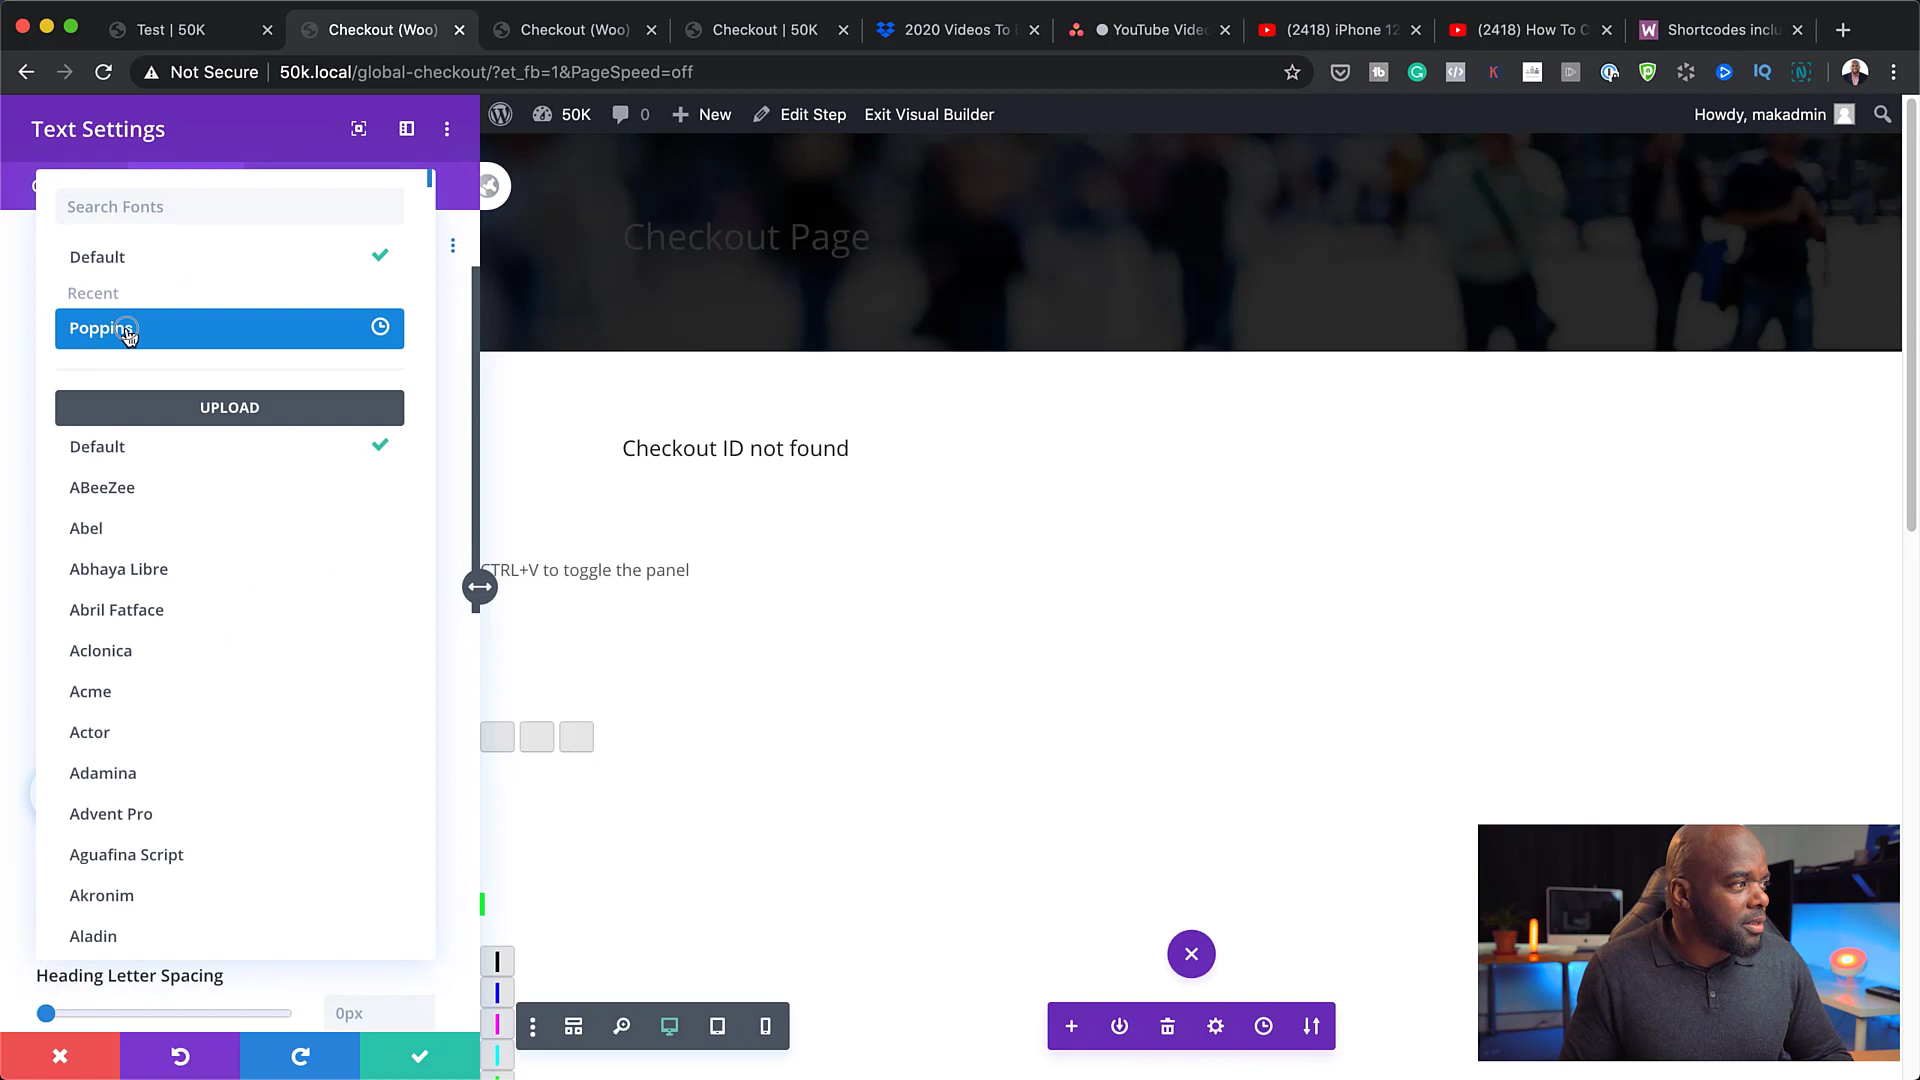 Test | 50K
Checkout (Woo)
Checkout (Woo)
Checkout | 50K
2020 Videos To E
YouTube Vide
(2418) iPhone 12
(2418) How To C
Shortcodes inclu
Not Secure
50k.local/global-checkout/?et_fb=1&PageSpeed=off
Text Settings
50K
0
New
Edit Step
Exit Visual Builder
Howdy, makadmin
Search Fonts
Default
Recent
Poppins
UPLOAD
Default
ABeeZee
Abel
Abhaya Libre
Abril Fatface
Aclonica
Acme
Actor
Adamina
Advent Pro
Aguafina Script
Akronim
Aladin
Heading Letter Spacing
0px
Checkout Page
Checkout ID not found
CTRL+V to toggle the panel